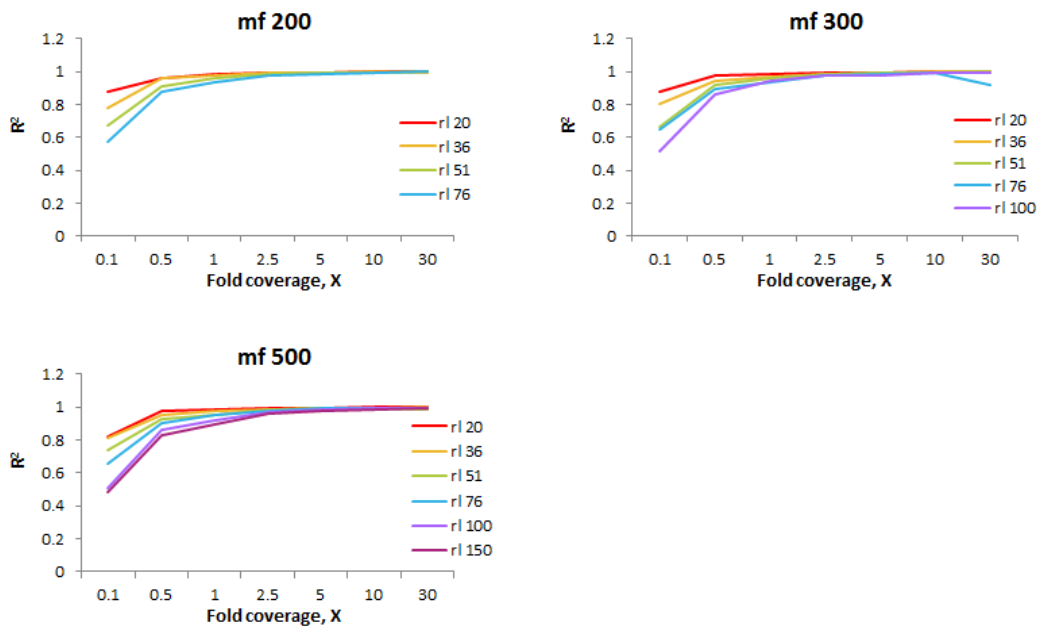 mf 200
1.2
1
0.8
0.6
0.4
0.2
0
R²
0.1 0.5 1 2.5 5 10 30
Fold coverage, X
rl 20
rl 36
rl 51
rl 76
mf 300
1.2
1
0.8
0.6
0.4
0.2
0
R²
0.1 0.5 1 2.5 5 10 30
Fold coverage, X
rl 20
rl 36
rl 51
rl 76
rl 100
mf 500
1.2
1
0.8
0.6
0.4
0.2
0
R²
0.1 0.5 1 2.5 5 10 30
Fold coverage, X
rl 20
rl 36
rl 51
rl 76
rl 100
rl 150